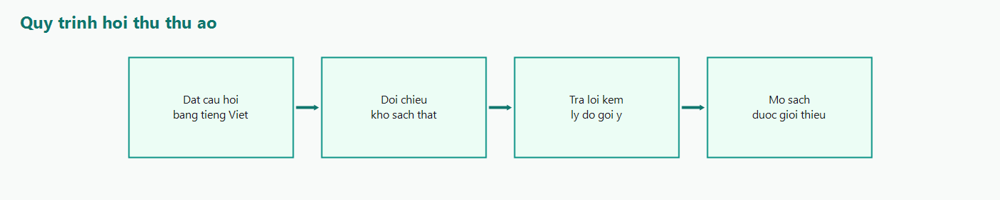 Quy trinh hoi thu thu ao
Dat cau hoi
bang tieng Viet
Doi chieu
kho sach that
Tra loi kem
ly do goi y
Mo sach
duoc gioi thieu